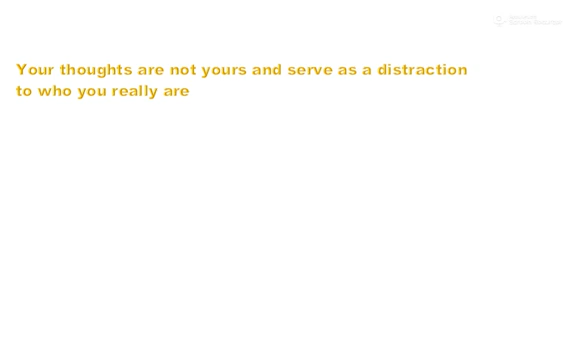 Your thoughts are not yours and serve as a distraction
to who you really are